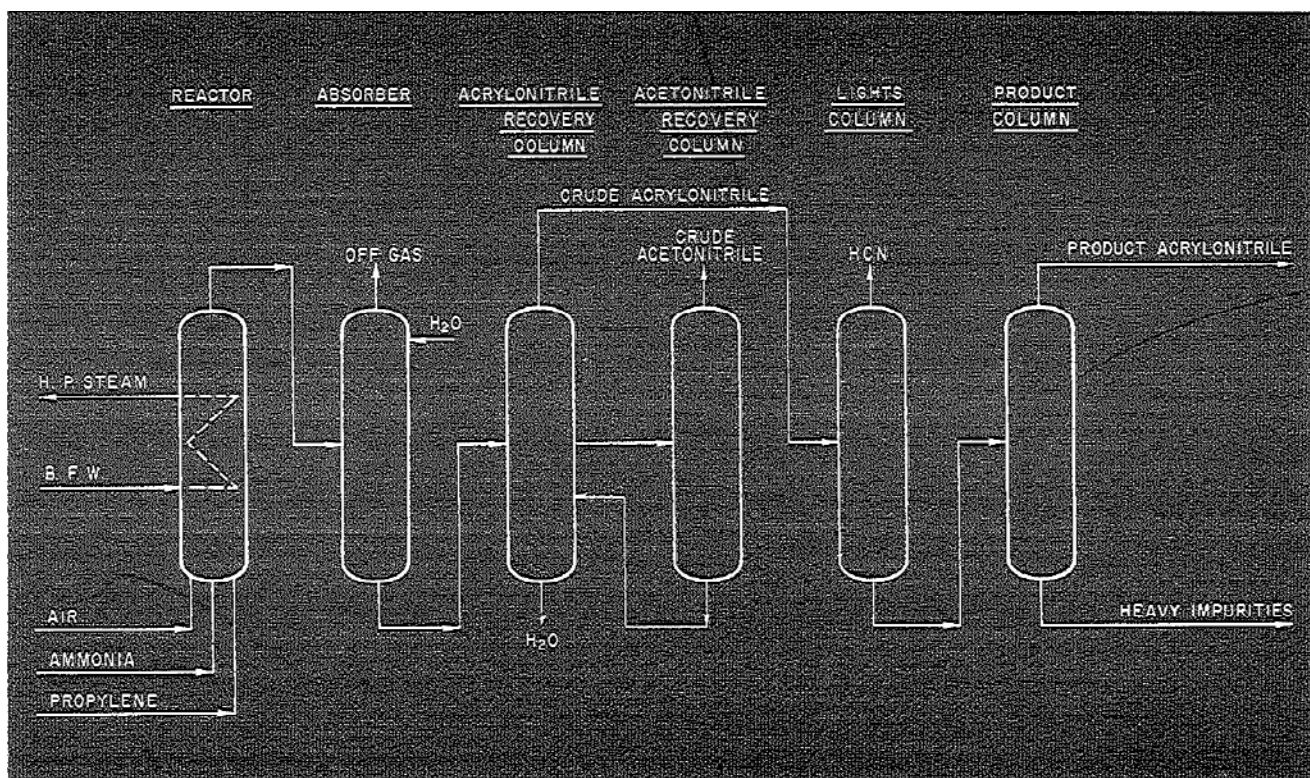 REACTOR
ABSORBER
ACRYLONITRILE
RECOVERY
COLUMN
ACETONITRILE
RECOVERY
COLUMN
LIGHTS
COLUMN
PRODUCT
COLUMN
CRUDE ACRYLONITRILE
OFF GAS
CRUDE
ACETONITRILE
HCN
PRODUCT ACRYLONITRILE
H₂O
H. P. STEAM
B. F. W.
AIR
AMMONIA
PROPYLENE
H₂O
HEAVY IMPURITIES